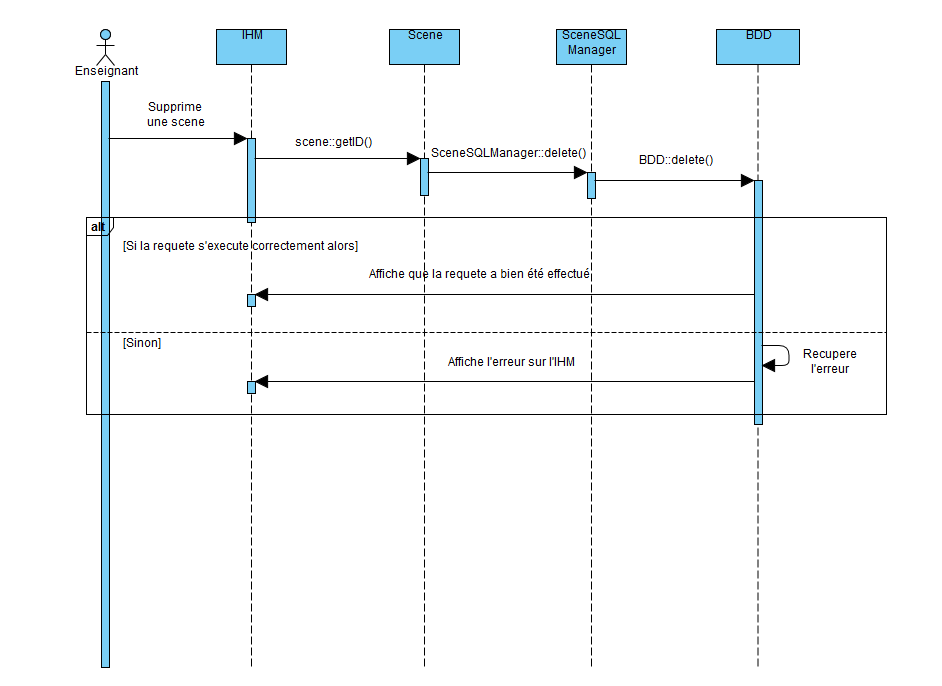 Enseignant
IHM
Scene
SceneSQL
Manager
BDD
Supprime
une scene
scene::getID()
SceneSQLManager::delete()
BDD::delete()
alt
[Si la requete s'execute correctement alors]
Affiche que la requete a bien été effectué
[Sinon]
Recupere
l'erreur
Affiche l'erreur sur l'IHM